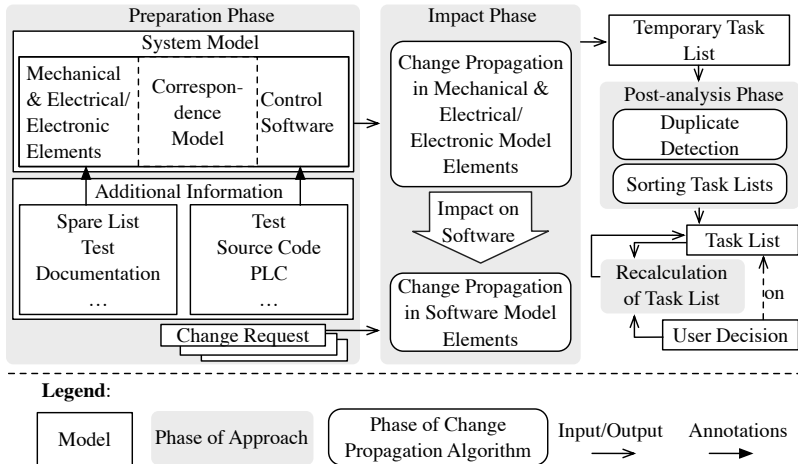 Preparation Phase
System Model
Mechanical
& Electrical/
Electronic
Elements
Correspon-
dence
Model
Control
Software
Additional Information
Spare List
Test
Documentation
…
Test
Source Code
PLC
…
Change Request
Impact Phase
Change Propagation
in Mechanical &
Electrical/
Electronic Model
Elements
Impact on
Software
Change Propagation
in Software Model
Elements
Temporary Task
List
Post-analysis Phase
Duplicate
Detection
Sorting Task Lists
Task List
Recalculation
of Task List
on
User Decision
Legend:
Model
Phase of Approach
Phase of Change
Propagation Algorithm
Input/Output
Annotations